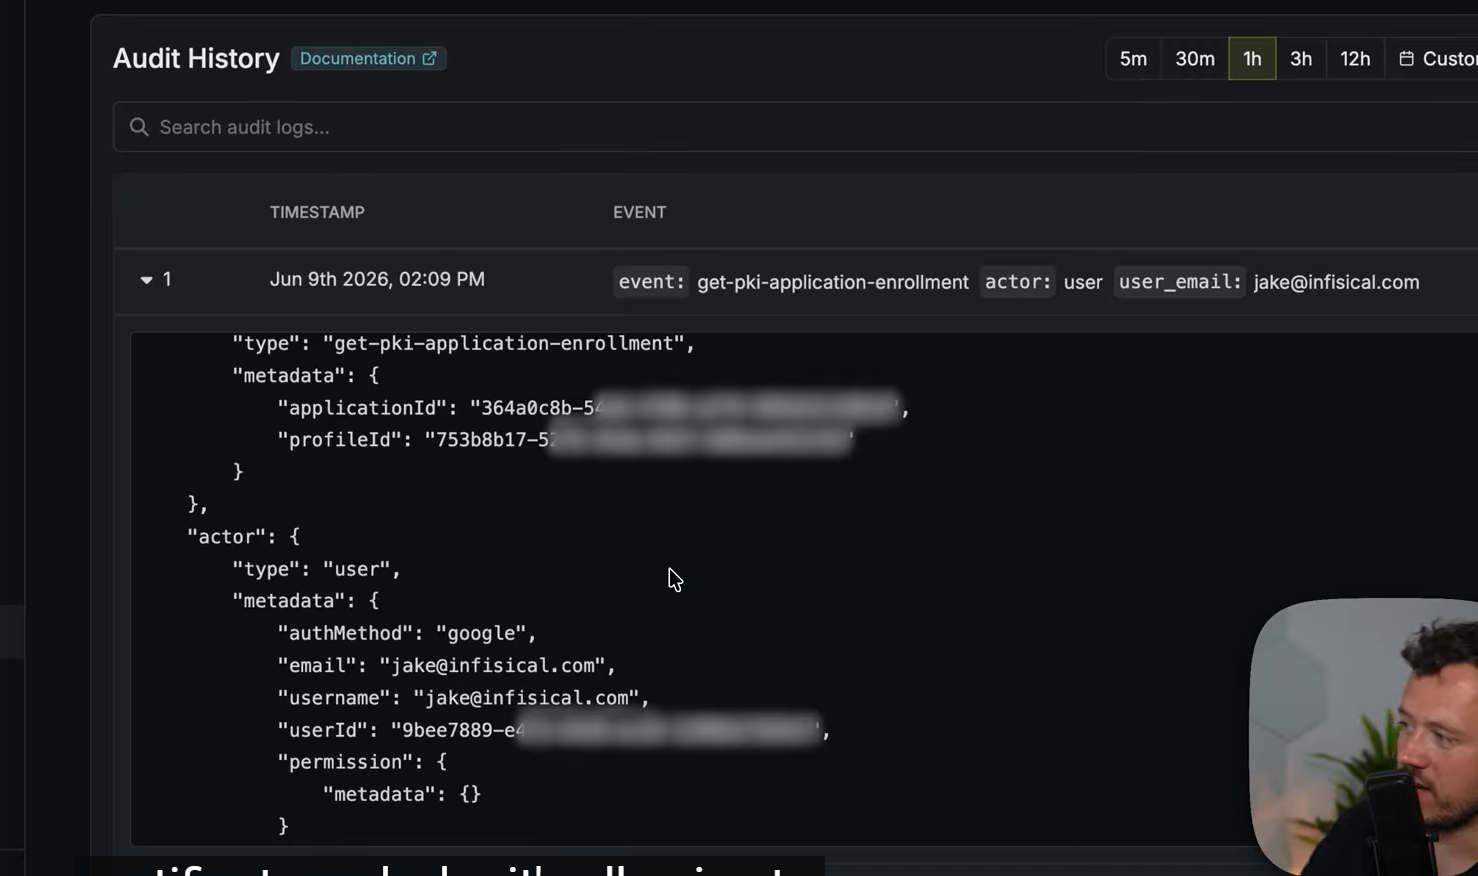 Audit History Documentation 5m 30m 1h 3h 12h
Search audit logs...
TIMESTAMP EVENT
1 Jun 9th 2026, 02:09 PM event: get-pki-application-enrollment actor: user user_email: jake@infisical.com
"type": "get-pki-application-enrollment",
"metadata": {
"applicationId": "364a0c8b-5
"profileId": "753b8b17-5
}
},
"actor": {
"type": "user",
"metadata": {
"authMethod": "google",
"email": "jake@infisical.com",
"username": "jake@infisical.com",
"userId": "9bee7889-e
"permission": {
"metadata": {}
}